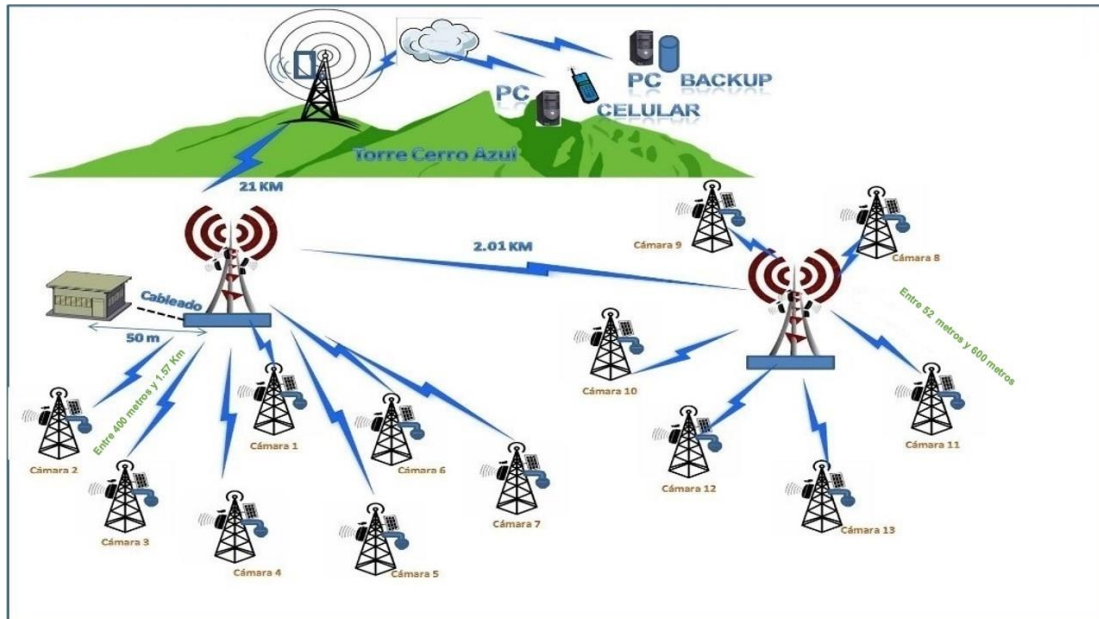 PC BACKUP
PC
CELULAR
Torre Cerro Azul
21 KM
2.01 KM
Cámara 9
Cámara 8
Cableado
50 m
Entre 400 metros y 1.57 Km
Entre 52 metros y 600 metros
Cámara 10
Cámara 1
Cámara 11
Cámara 2
Cámara 6
Cámara 12
Cámara 7
Cámara 3
Cámara 13
Cámara 4
Cámara 5